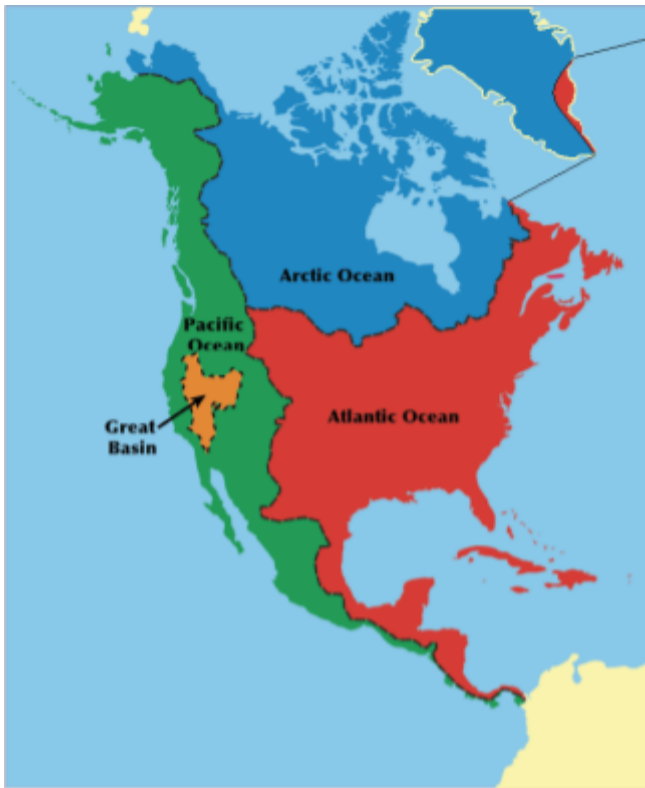 Arctic Ocean
Pacific
Ocean
Atlantic Ocean
Great
Basin